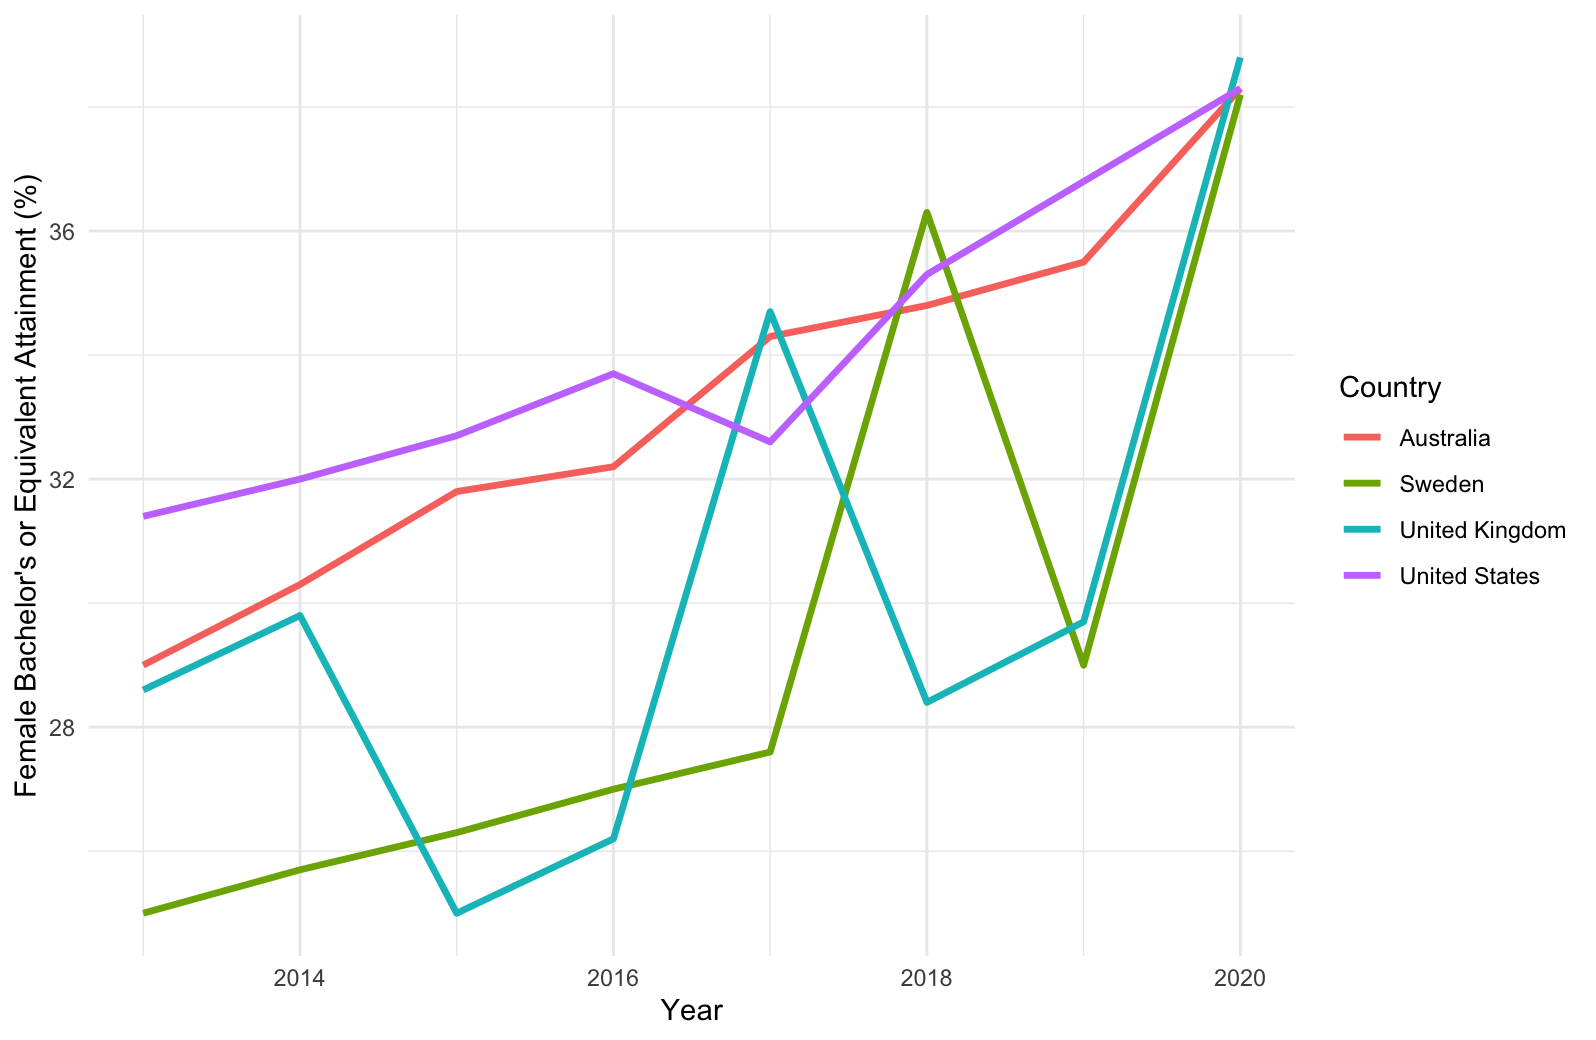 Female Bachelor's or Equivalent Attainment (%)
36
32
28
2014 2016 2018 2020
Year
Country
Australia
Sweden
United Kingdom
United States